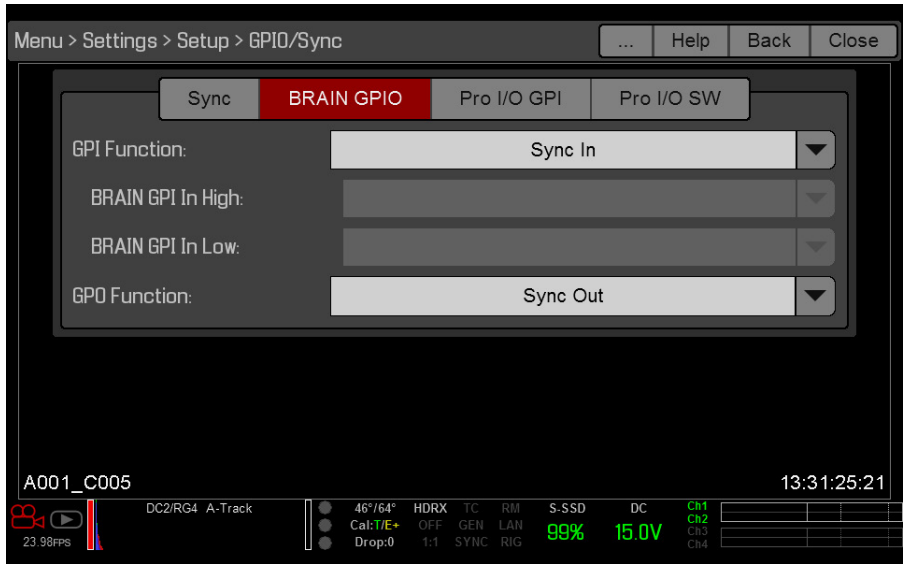 Menu > Settings > Setup > GPIO/Sync ... Help Back Close
Sync BRAIN GPIO Pro I/O GPI Pro I/O SW
GPI Function: Sync In
BRAIN GPI In High:
BRAIN GPI In Low:
GPO Function: Sync Out
A001_C005 13:31:25:21
DC2/RG4 A-Track 46°/64° HDRX TC RM S-SSD DC Ch1
Cal:T/E+ OFF GEN LAN 99% 15.0V Ch2
23.98FPS Drop:0 1:1 SYNC RIG Ch3
Ch4